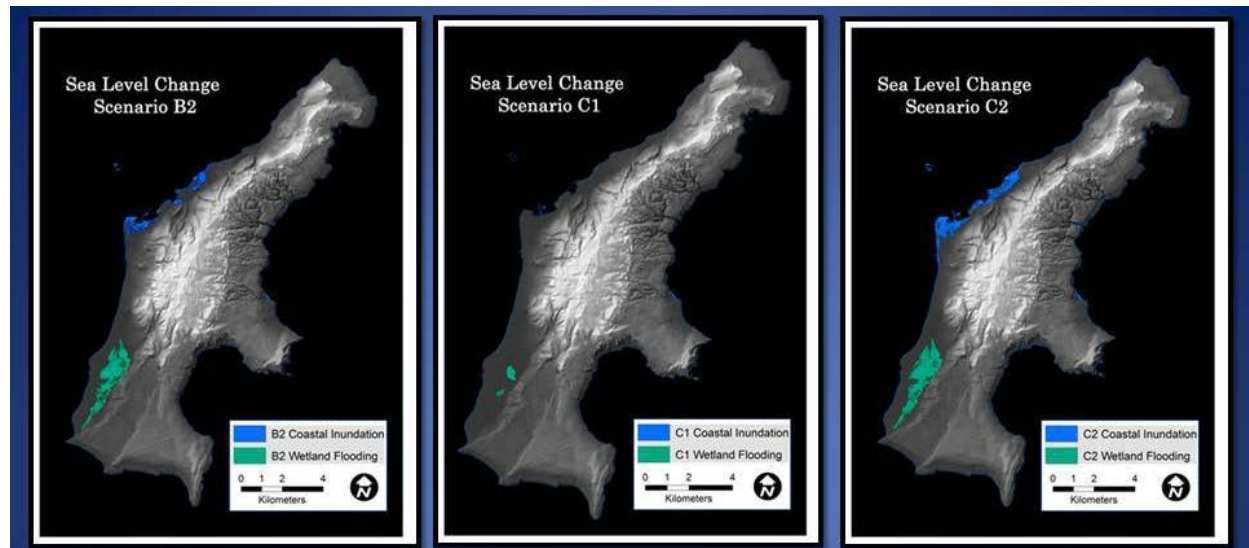 Sea Level Change
Scenario B2
B2 Coastal Inundation
B2 Wetland Flooding
0 1 2 4
Kilometers
N
Sea Level Change
Scenario C1
C1 Coastal Inundation
C1 Wetland Flooding
0 1 2 4
Kilometers
N
Sea Level Change
Scenario C2
C2 Coastal Inundation
C2 Wetland Flooding
0 1 2 4
Kilometers
N